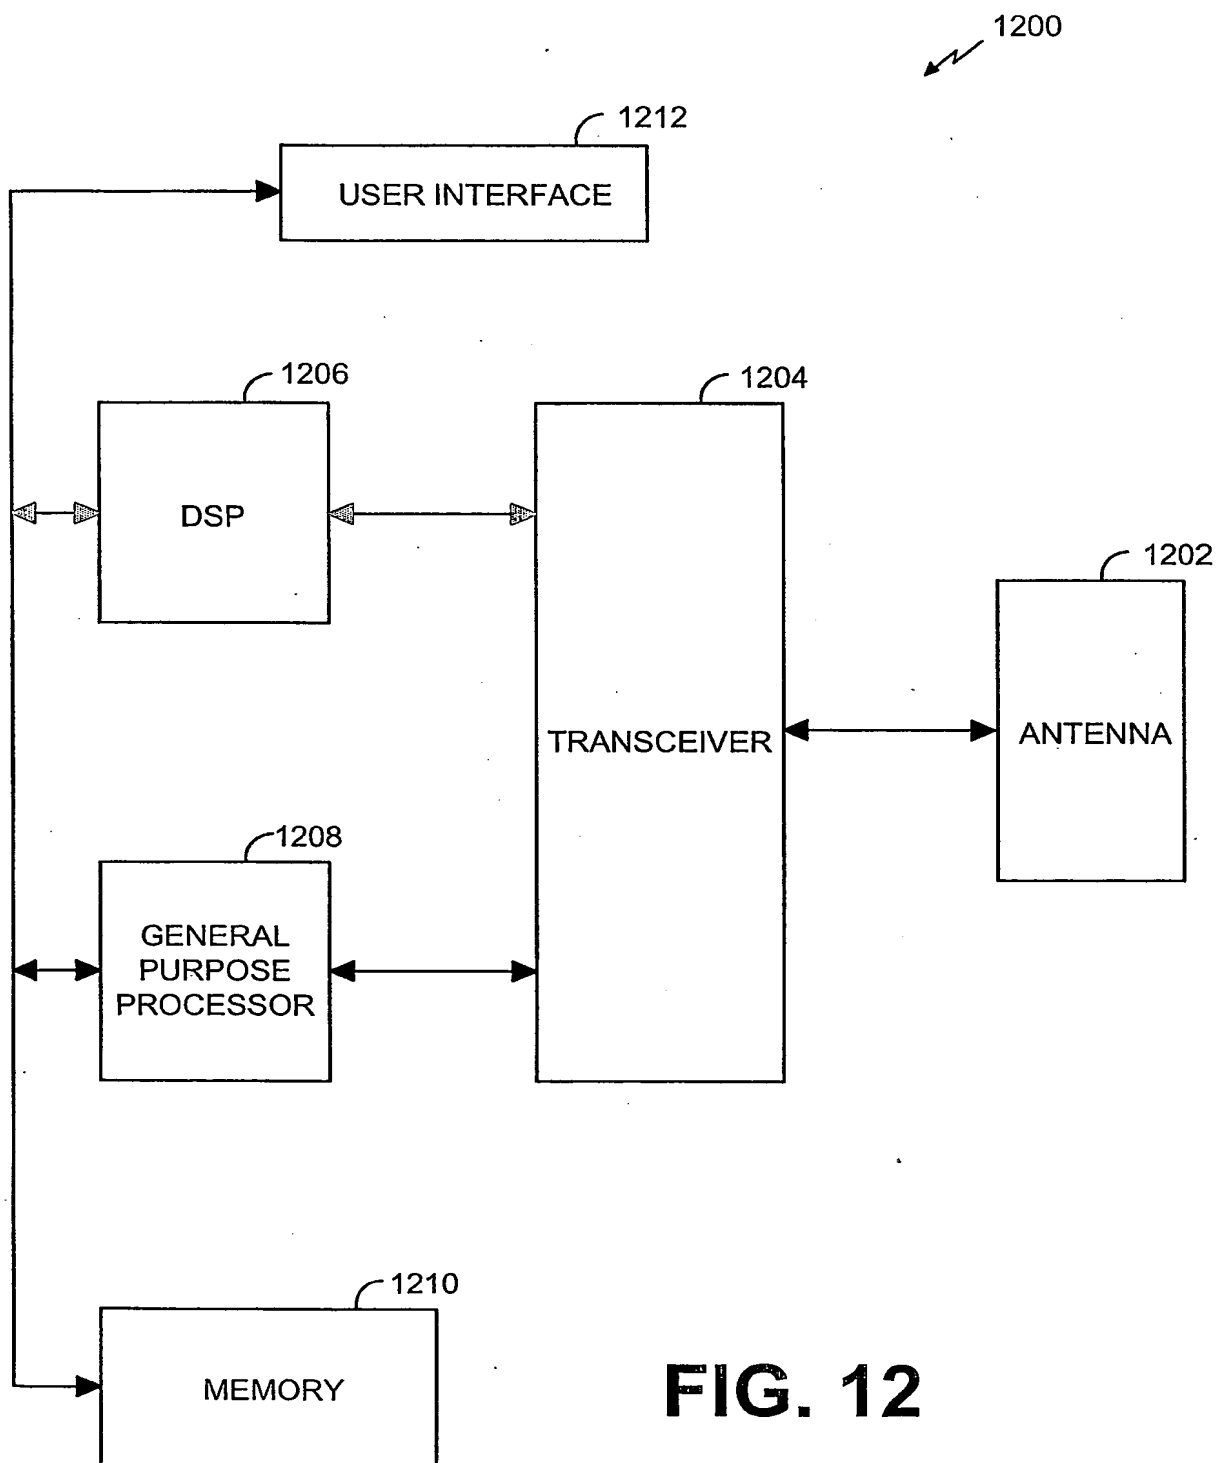 1200
1212
USER INTERFACE
1206
1204
DSP
1202
TRANSCEIVER
ANTENNA
1208
GENERAL
PURPOSE
PROCESSOR
1210
MEMORY
FIG. 12